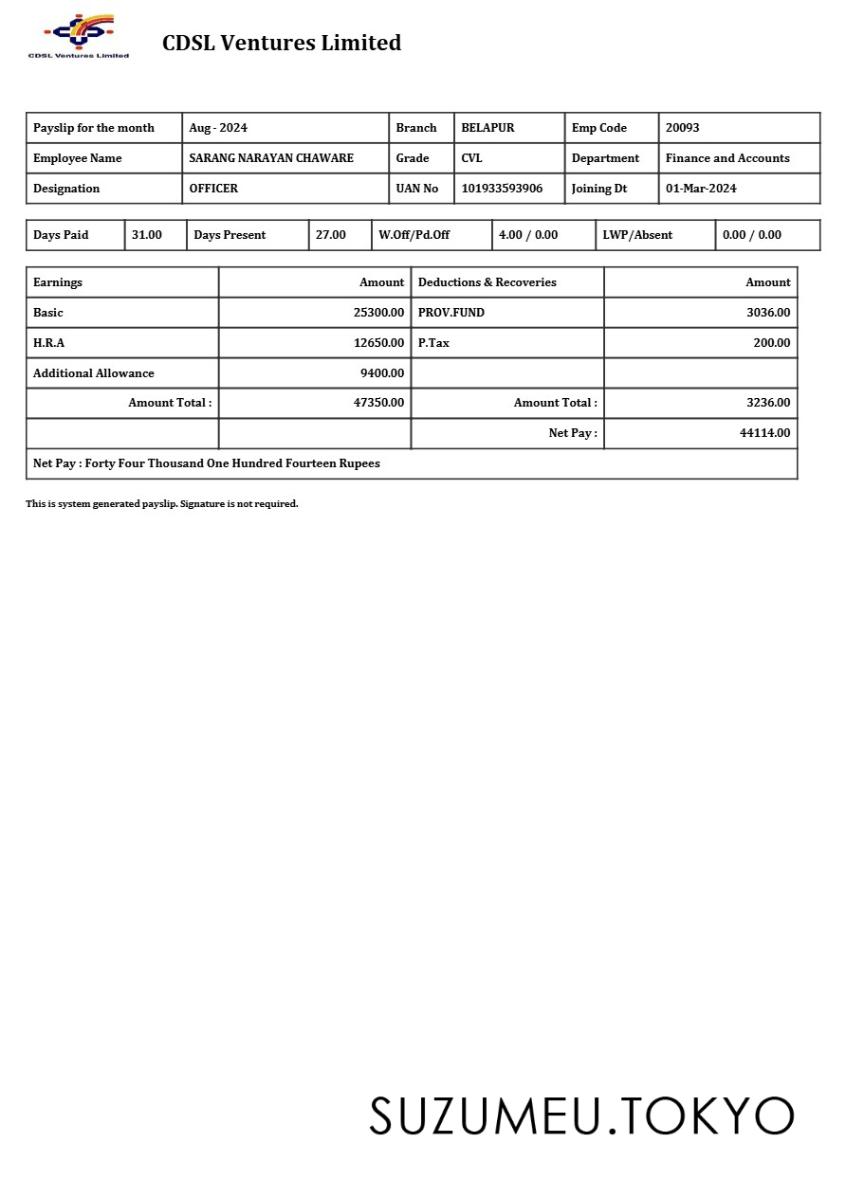 CDSL Ventures Limited
CDSL Ventures Limited
Payslip for the month Aug - 2024 Branch BELAPUR Emp Code 20093
Employee Name SARANG NARAYAN CHAWARE Grade CVL Department Finance and Accounts
Designation OFFICER UAN No 101933593906 Joining Dt 01-Mar-2024
Days Paid 31.00 Days Present 27.00 W.Off/Pd.Off 4.00 / 0.00 LWP/Absent 0.00 / 0.00
Earnings Amount Deductions & Recoveries Amount
Basic 25300.00 PROV.FUND 3036.00
H.R.A 12650.00 P.Tax 200.00
Additional Allowance 9400.00
Amount Total : 47350.00 Amount Total : 3236.00
Net Pay : 44114.00
Net Pay : Forty Four Thousand One Hundred Fourteen Rupees
This is system generated payslip. Signature is not required.
SUZUMEU.TOKYO